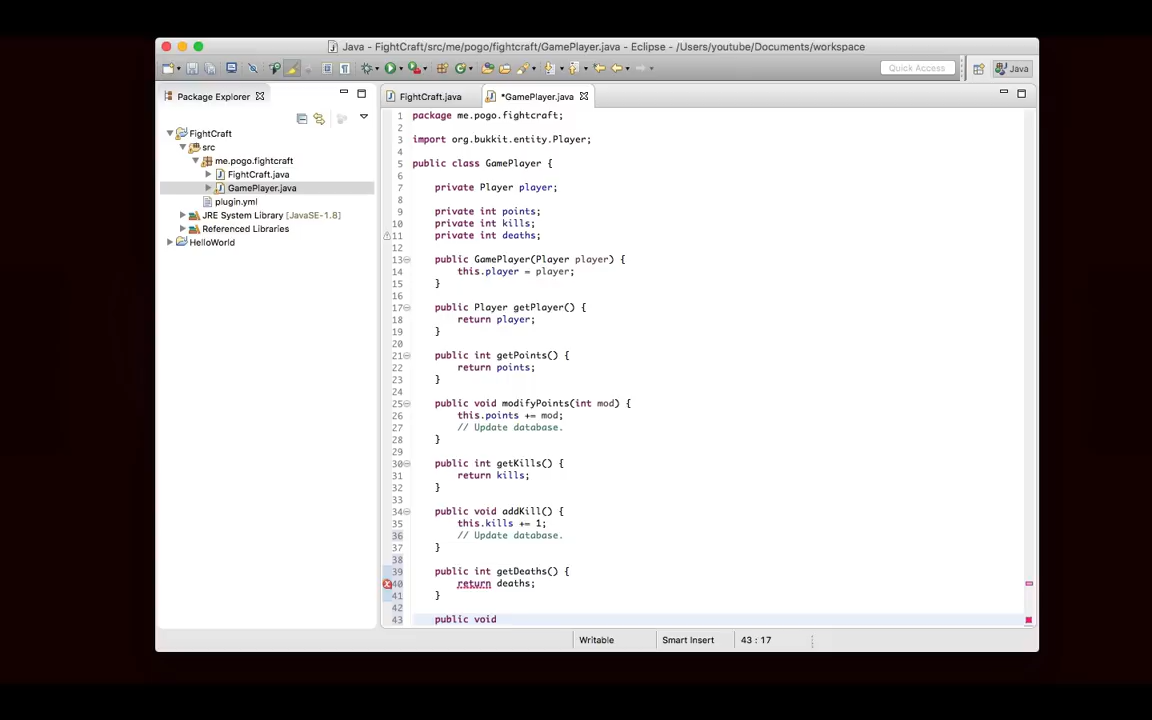 Java - FightCraft/src/me/pogo/fightcraft/GamePlayer.java - Eclipse - /Users/youtube/Documents/workspace
Quick Access
Java
Package Explorer
FightCraft
src
me.pogo.fightcraft
FightCraft.java
GamePlayer.java
plugin.yml
JRE System Library [JavaSE-1.8]
Referenced Libraries
HelloWorld
FightCraft.java
*GamePlayer.java
1 package me.pogo.fightcraft;
2
3 import org.bukkit.entity.Player;
4
5 public class GamePlayer {
6
7 private Player player;
8
9 private int points;
10 private int kills;
11 private int deaths;
12
13 public GamePlayer(Player player) {
14 this.player = player;
15 }
16
17 public Player getPlayer() {
18 return player;
19 }
20
21 public int getPoints() {
22 return points;
23 }
24
25 public void modifyPoints(int mod) {
26 this.points += mod;
27 // Update database.
28 }
29
30 public int getKills() {
31 return kills;
32 }
33
34 public void addKill() {
35 this.kills += 1;
36 // Update database.
37 }
38
39 public int getDeaths() {
40 return deaths;
41 }
42
43 public void
Writable
Smart Insert
43 : 17